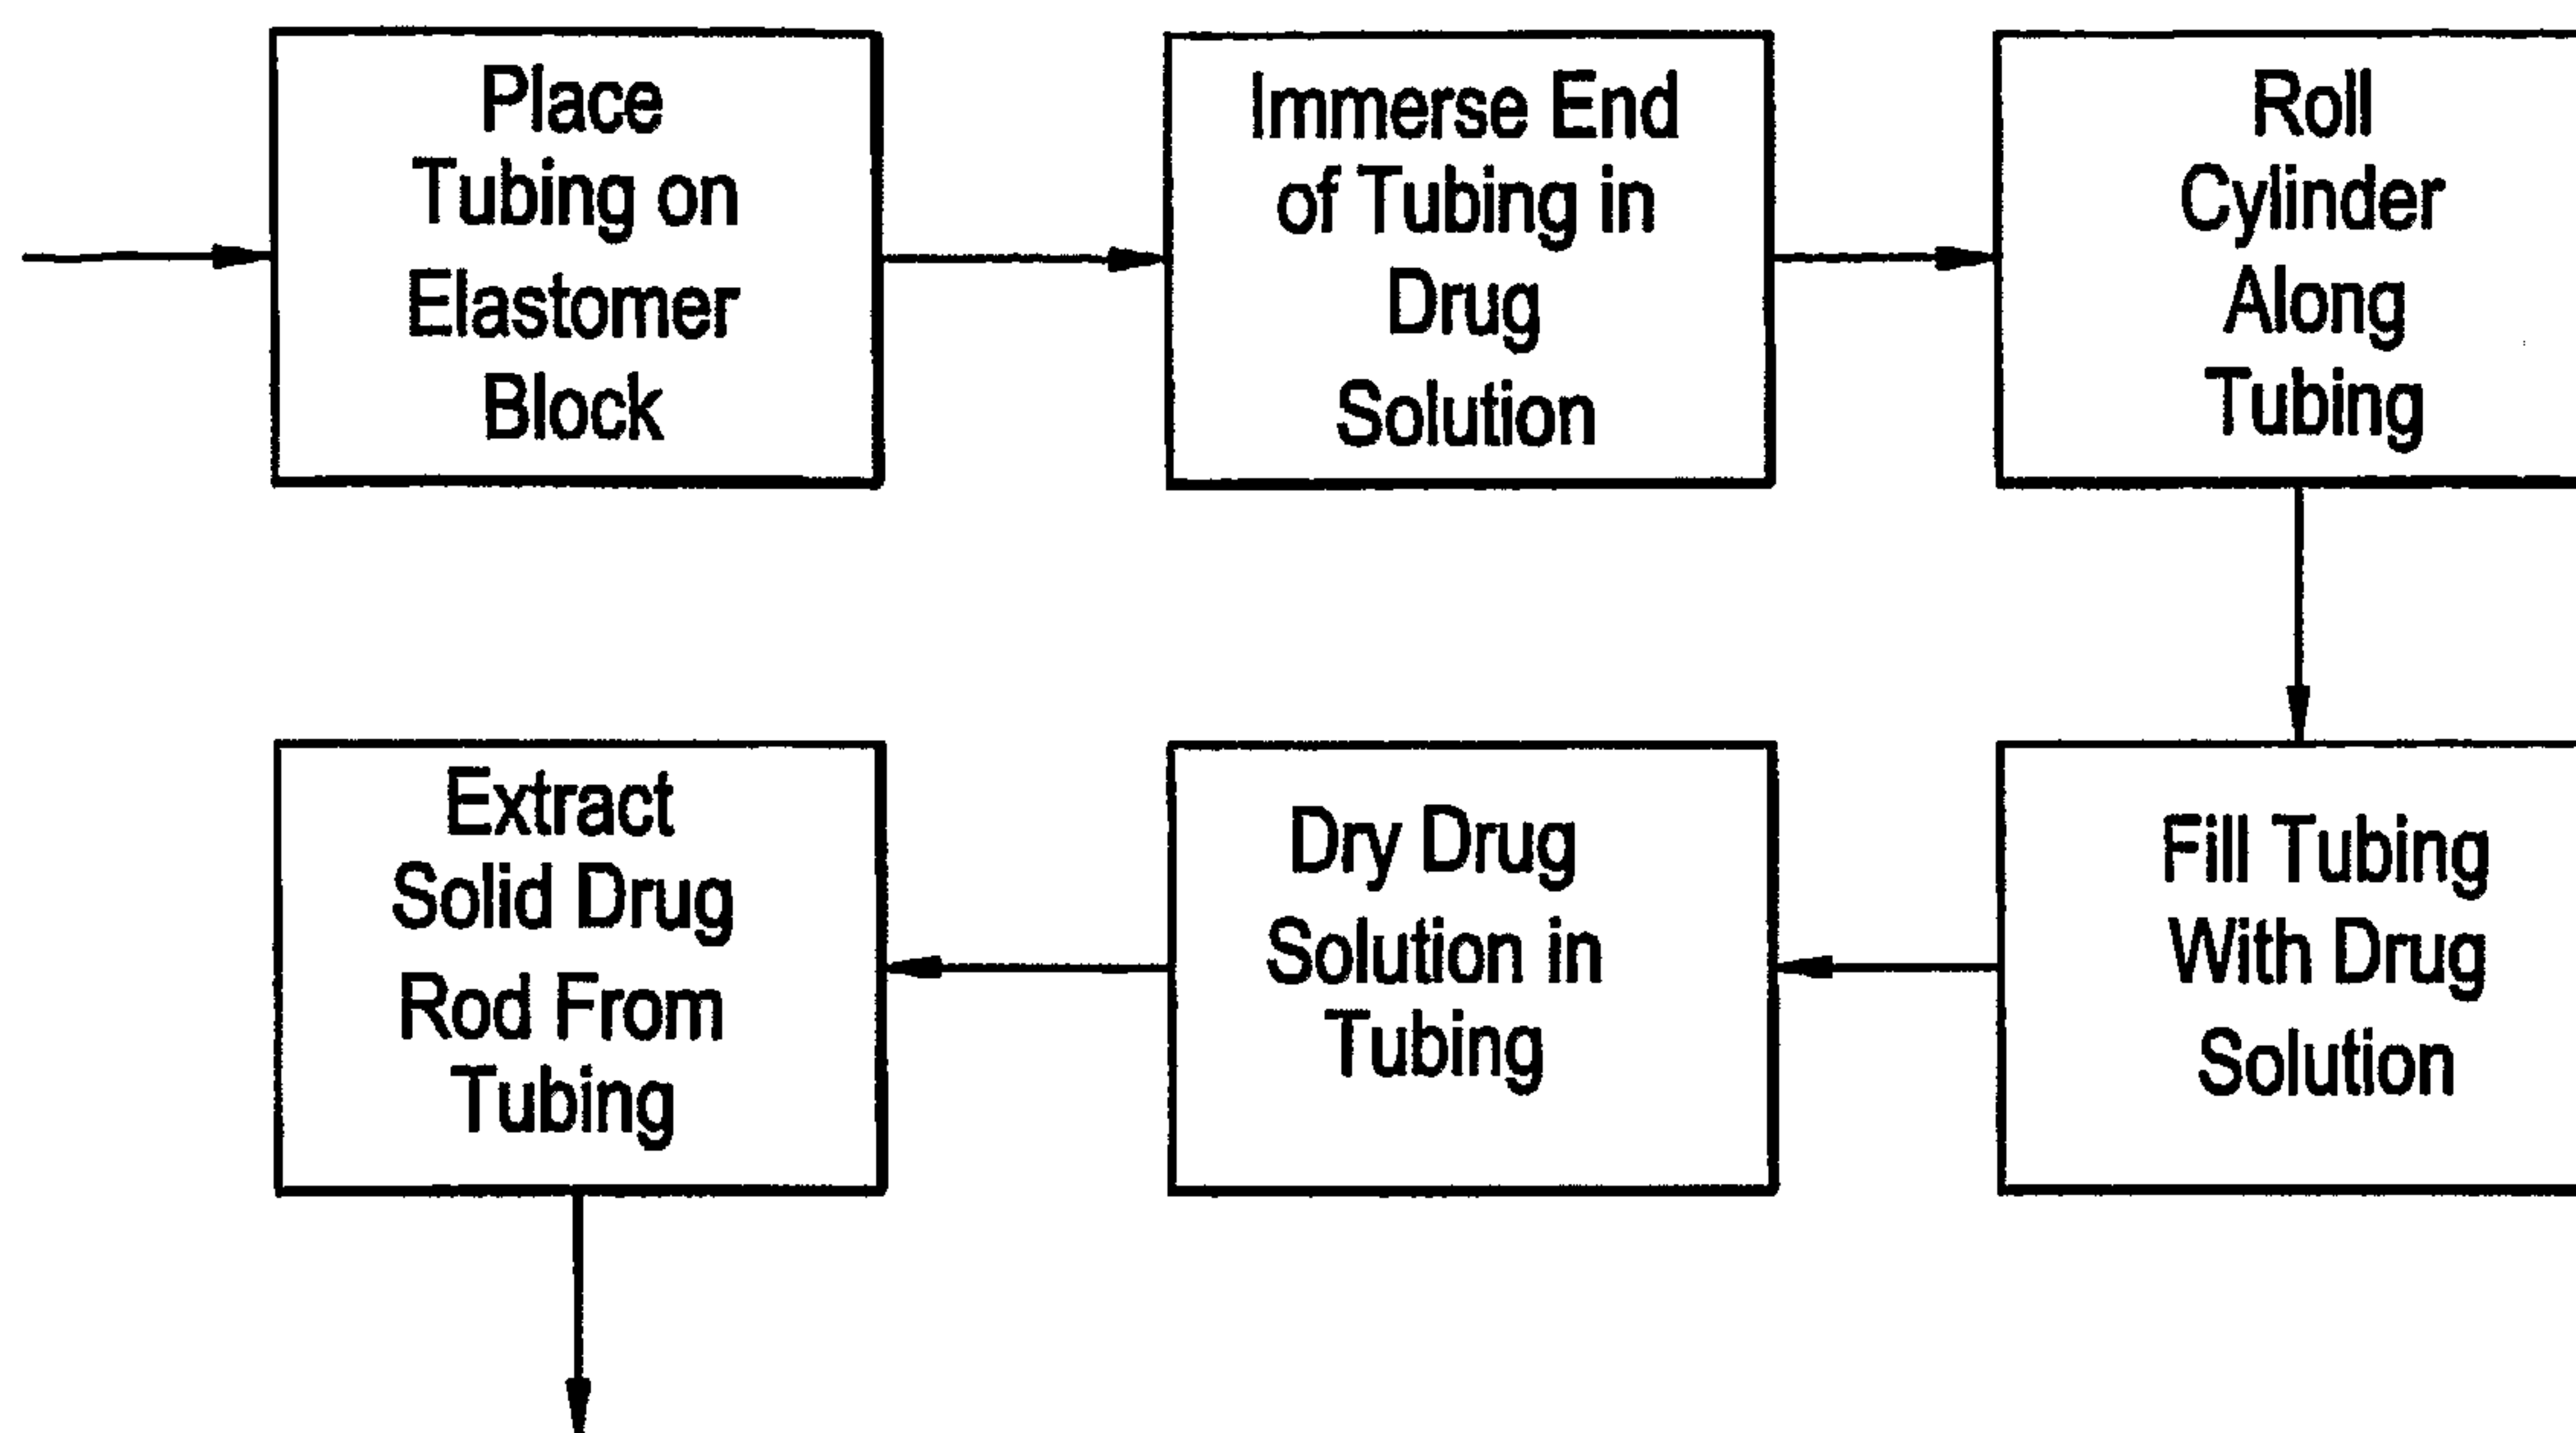 Place
Tubing on
Elastomer
Block
Immerse End
of Tubing in
Drug
Solution
Roll
Cylinder
Along
Tubing
Fill Tubing
With Drug
Solution
Dry Drug
Solution in
Tubing
Extract
Solid Drug
Rod From
Tubing